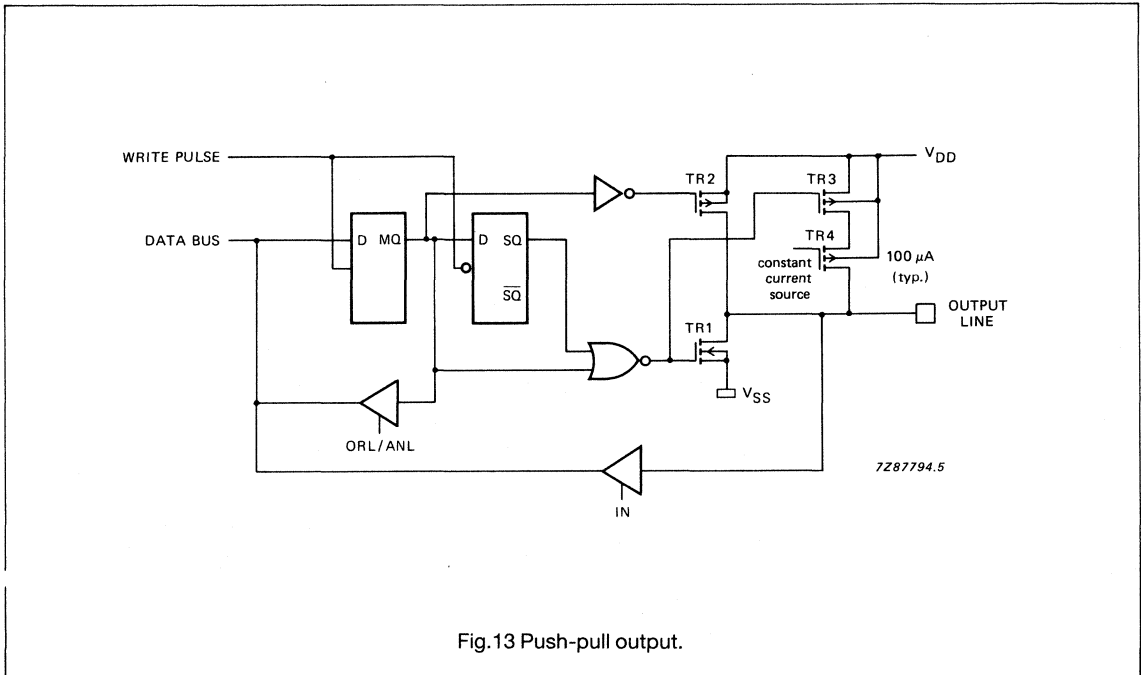 WRITE PULSE
DATA BUS
D MQ
D SQ
S̅Q̅
TR2
TR3
V_DD
TR4
constant
current
source
100 μA
(typ.)
OUTPUT
LINE
TR1
V_SS
ORL/ANL
IN
7Z87794.5
Fig.13 Push-pull output.